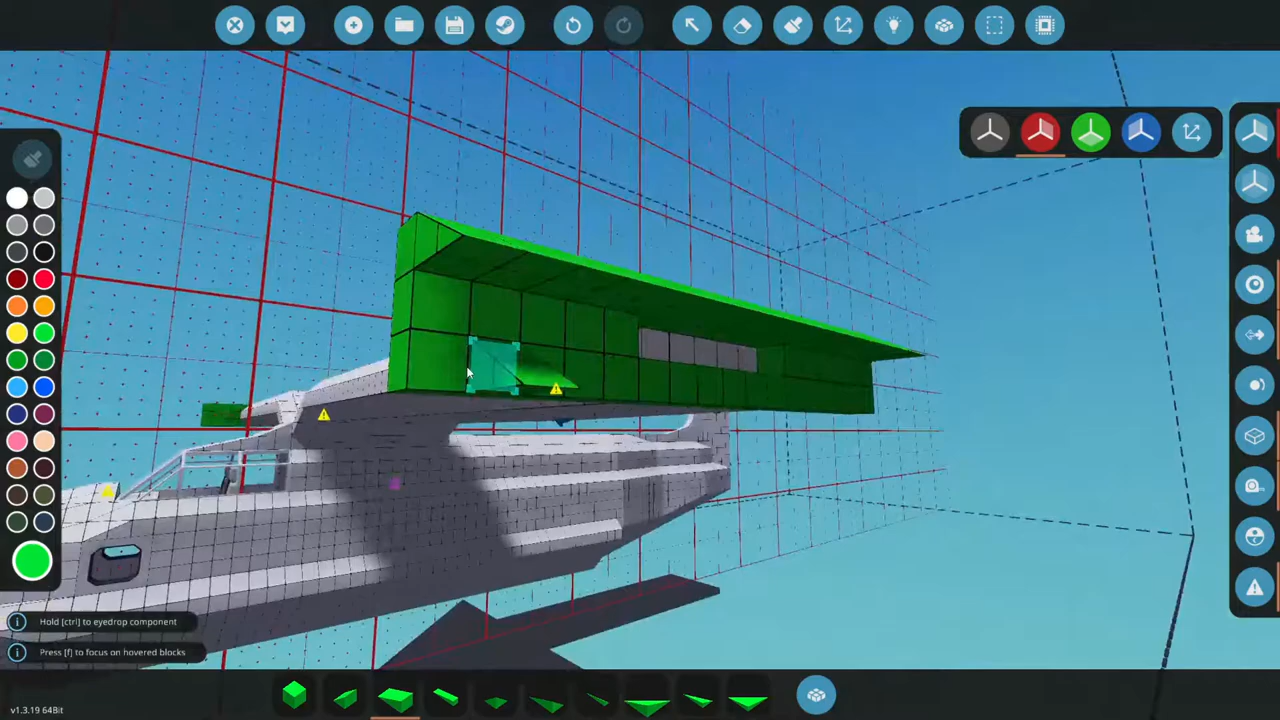 Hold [ctrl] to eyedrop component
Press [f] to focus on hovered blocks
v1.3.19 64Bit